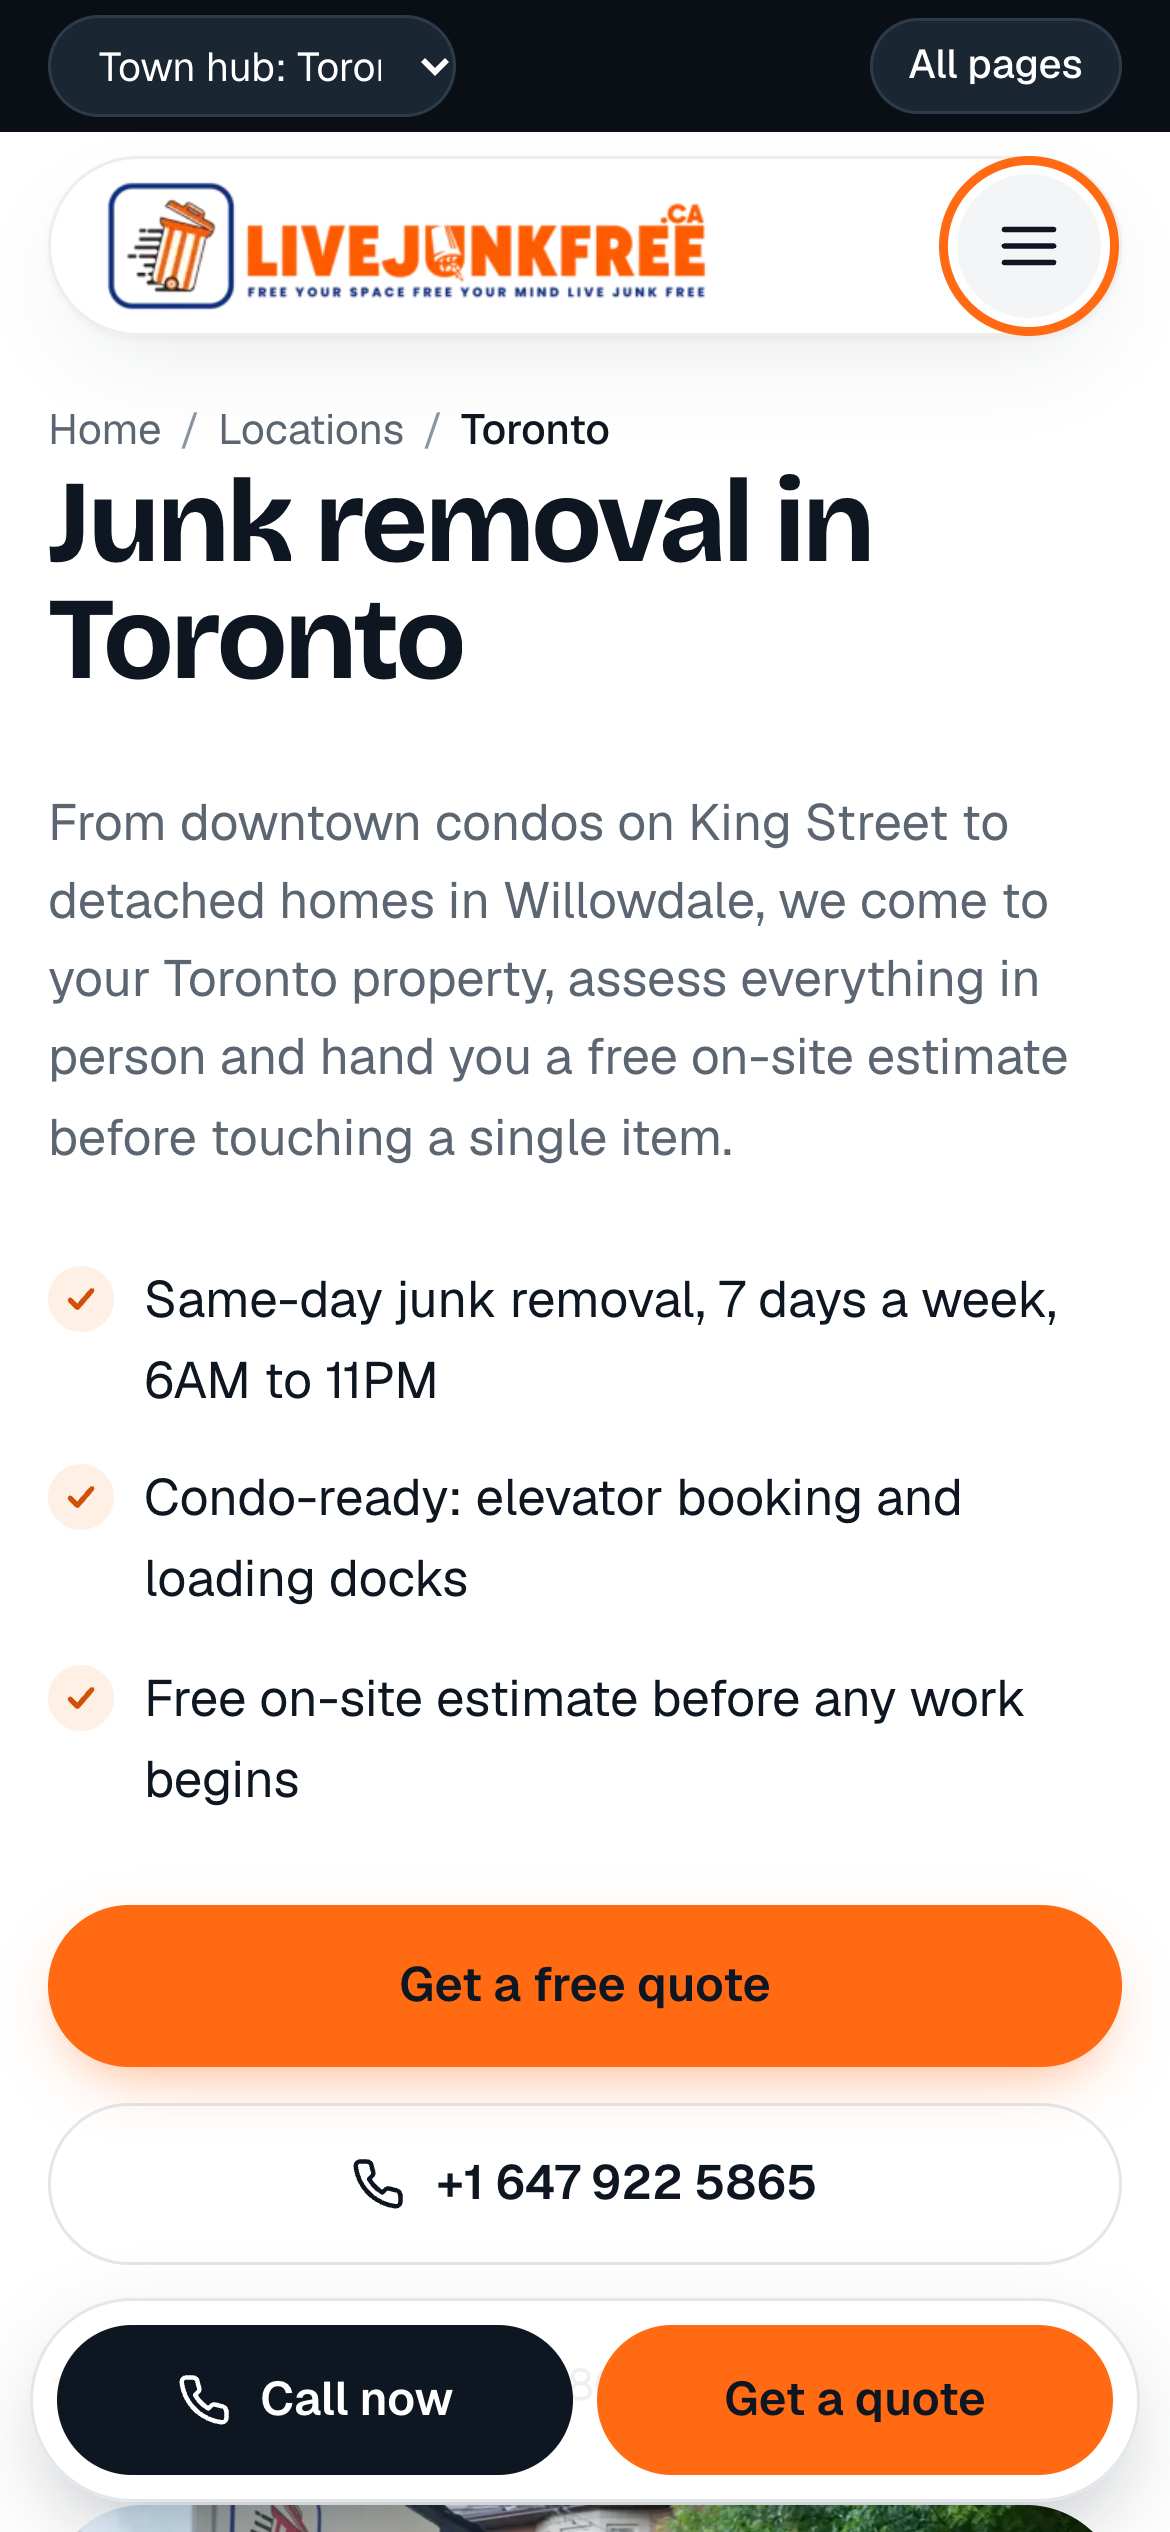 Town hub: Toron
All pages
.CA
LIVEJUNKFREE
FREE YOUR SPACE FREE YOUR MIND LIVE JUNK FREE
Home / Locations / Toronto
Junk removal in
Toronto
From downtown condos on King Street to
detached homes in Willowdale, we come to
your Toronto property, assess everything in
person and hand you a free on-site estimate
before touching a single item.
Same-day junk removal, 7 days a week,
6AM to 11PM
Condo-ready: elevator booking and
loading docks
Free on-site estimate before any work
begins
Get a free quote
+1 647 922 5865
Call now
Get a quote